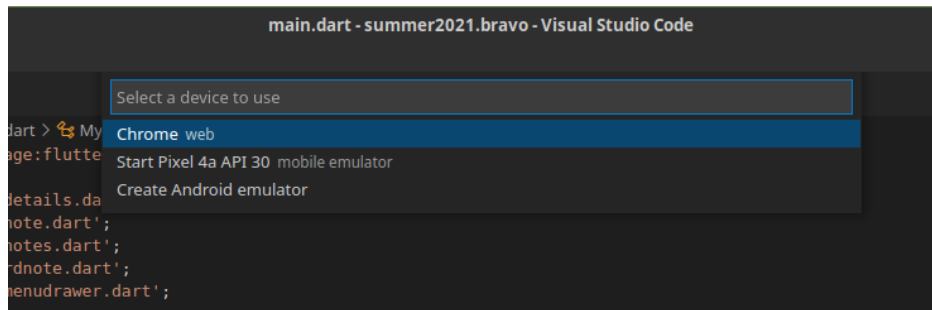 main.dart - summer2021.bravo - Visual Studio Code
Select a device to use
dart > My
Chrome web
age:flutte
Start Pixel 4a API 30 mobile emulator
Create Android emulator
details.da
note.dart';
notes.dart';
rdnote.dart';
menudrawer.dart';